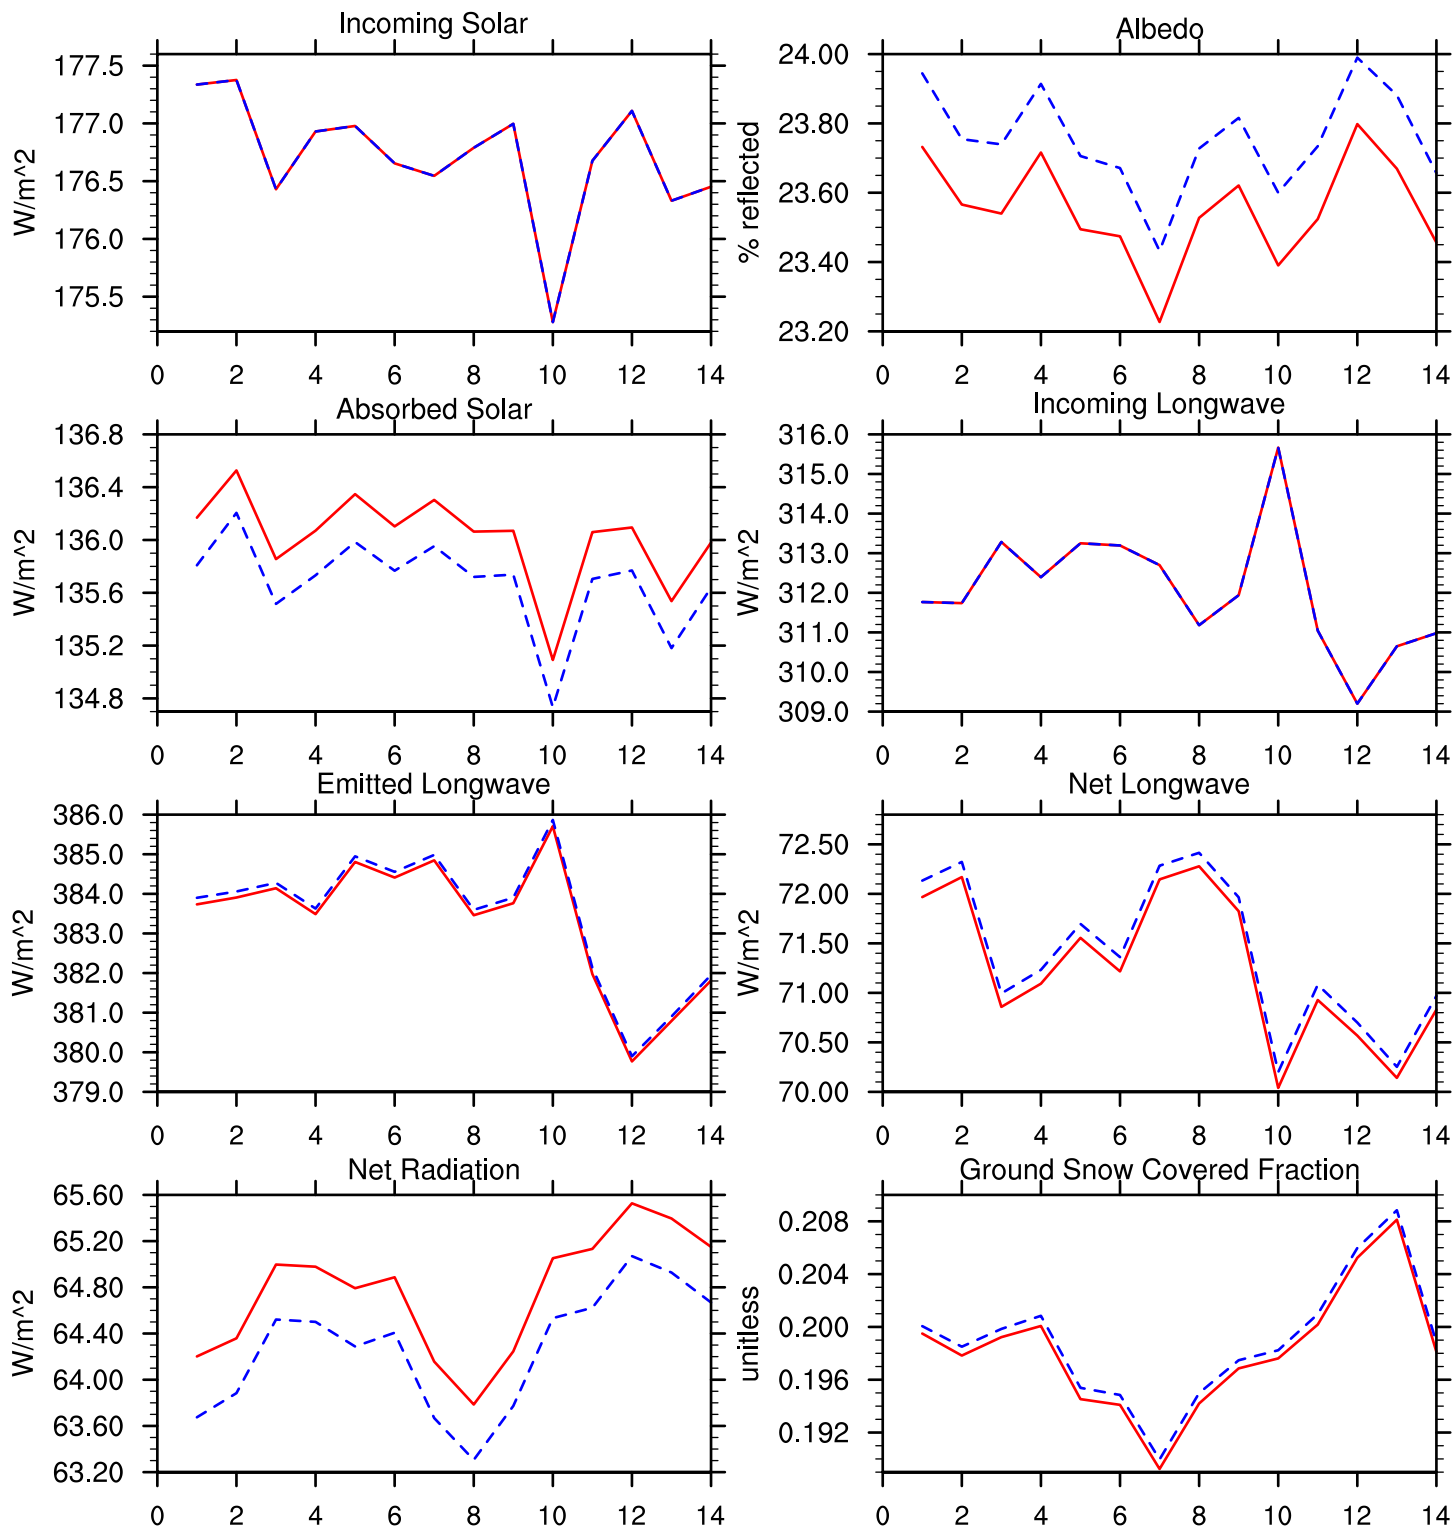 Incoming Solar
177.5
177.0
176.5
176.0
175.5
W/m^2
0 2 4 6 8 10 12 14
Albedo
24.00
23.80
23.60
23.40
23.20
% reflected
0 2 4 6 8 10 12 14
Absorbed Solar
136.8
136.4
136.0
135.6
135.2
134.8
W/m^2
0 2 4 6 8 10 12 14
Incoming Longwave
316.0
315.0
314.0
313.0
312.0
311.0
310.0
309.0
W/m^2
0 2 4 6 8 10 12 14
Emitted Longwave
386.0
385.0
384.0
383.0
382.0
381.0
380.0
379.0
W/m^2
0 2 4 6 8 10 12 14
Net Longwave
72.50
72.00
71.50
71.00
70.50
70.00
W/m^2
0 2 4 6 8 10 12 14
Net Radiation
65.60
65.20
64.80
64.40
64.00
63.60
63.20
W/m^2
0 2 4 6 8 10 12 14
Ground Snow Covered Fraction
0.208
0.204
0.200
0.196
0.192
unitless
0 2 4 6 8 10 12 14